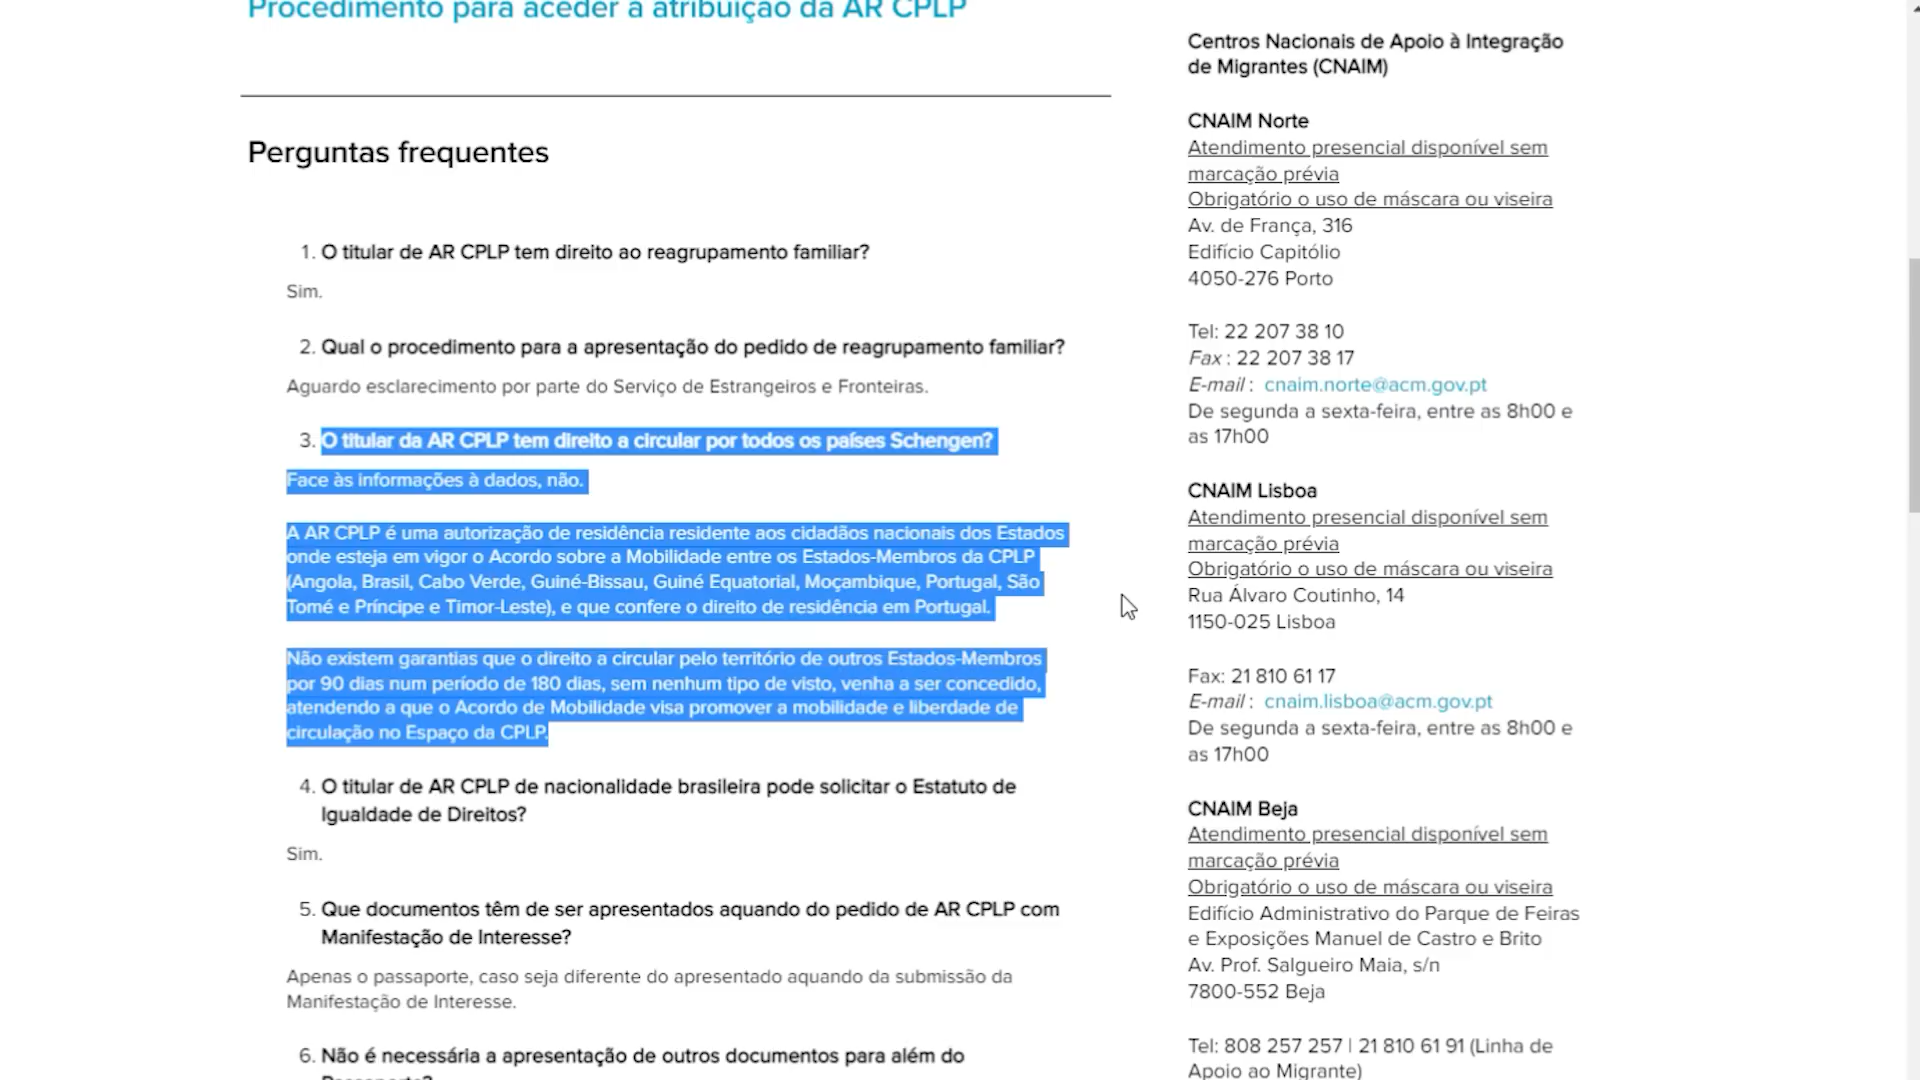 Procedimento para aceder à atribuição da AR CPLP
Perguntas frequentes
1. O titular de AR CPLP tem direito ao reagrupamento familiar?
Sim.
2. Qual o procedimento para a apresentação do pedido de reagrupamento familiar?
Aguardo esclarecimento por parte do Serviço de Estrangeiros e Fronteiras.
3. O titular da AR CPLP tem direito a circular por todos os países Schengen?
Face às informações à dados, não.
A AR CPLP é uma autorização de residência residente aos cidadãos nacionais dos Estados
onde esteja em vigor o Acordo sobre a Mobilidade entre os Estados-Membros da CPLP
(Angola, Brasil, Cabo Verde, Guiné-Bissau, Guiné Equatorial, Moçambique, Portugal, São
Tomé e Príncipe e Timor-Leste), e que confere o direito de residência em Portugal.
Não existem garantias que o direito a circular pelo território de outros Estados-Membros
por 90 dias num período de 180 dias, sem nenhum tipo de visto, venha a ser concedido,
atendendo a que o Acordo de Mobilidade visa promover a mobilidade e liberdade de
circulação no Espaço da CPLP.
4. O titular de AR CPLP de nacionalidade brasileira pode solicitar o Estatuto de
Igualdade de Direitos?
Sim.
5. Que documentos têm de ser apresentados aquando do pedido de AR CPLP com
Manifestação de Interesse?
Apenas o passaporte, caso seja diferente do apresentado aquando da submissão da
Manifestação de Interesse.
6. Não é necessária a apresentação de outros documentos para além do
Passaporte?
Centros Nacionais de Apoio à Integração
de Migrantes (CNAIM)
CNAIM Norte
Atendimento presencial disponível sem
marcação prévia
Obrigatório o uso de máscara ou viseira
Av. de França, 316
Edifício Capitólio
4050-276 Porto
Tel: 22 207 38 10
Fax : 22 207 38 17
E-mail : cnaim.norte@acm.gov.pt
De segunda a sexta-feira, entre as 8h00 e
as 17h00
CNAIM Lisboa
Atendimento presencial disponível sem
marcação prévia
Obrigatório o uso de máscara ou viseira
Rua Álvaro Coutinho, 14
1150-025 Lisboa
Fax: 21 810 61 17
E-mail : cnaim.lisboa@acm.gov.pt
De segunda a sexta-feira, entre as 8h00 e
as 17h00
CNAIM Beja
Atendimento presencial disponível sem
marcação prévia
Obrigatório o uso de máscara ou viseira
Edifício Administrativo do Parque de Feiras
e Exposições Manuel de Castro e Brito
Av. Prof. Salgueiro Maia, s/n
7800-552 Beja
Tel: 808 257 257 | 21 810 61 91 (Linha de
Apoio ao Migrante)